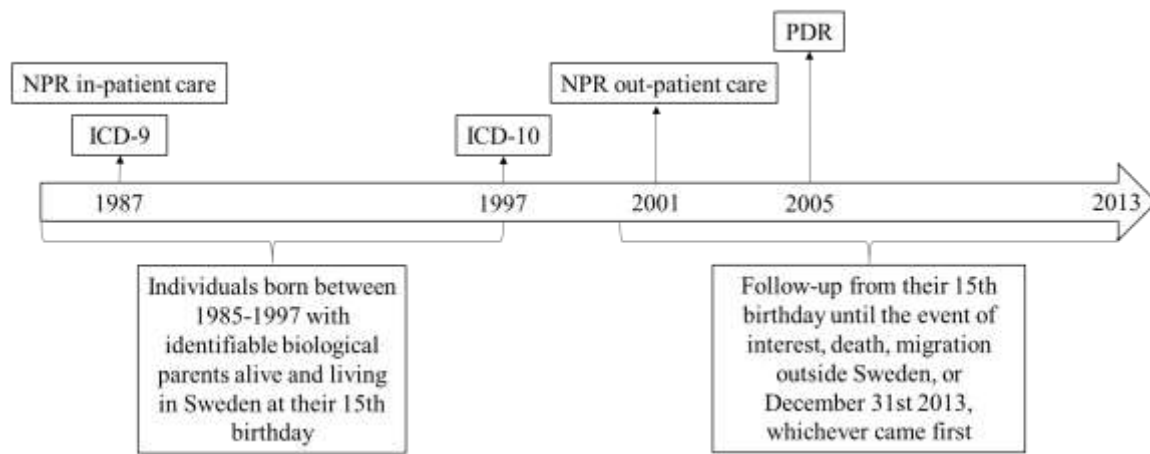 PDR
NPR in-patient care
NPR out-patient care
ICD-9
ICD-10
1987
1997
2001
2005
2013
Individuals born between
1985-1997 with
identifiable biological
parents alive and living
in Sweden at their 15th
birthday
Follow-up from their 15th
birthday until the event of
interest, death, migration
outside Sweden, or
December 31st 2013,
whichever came first